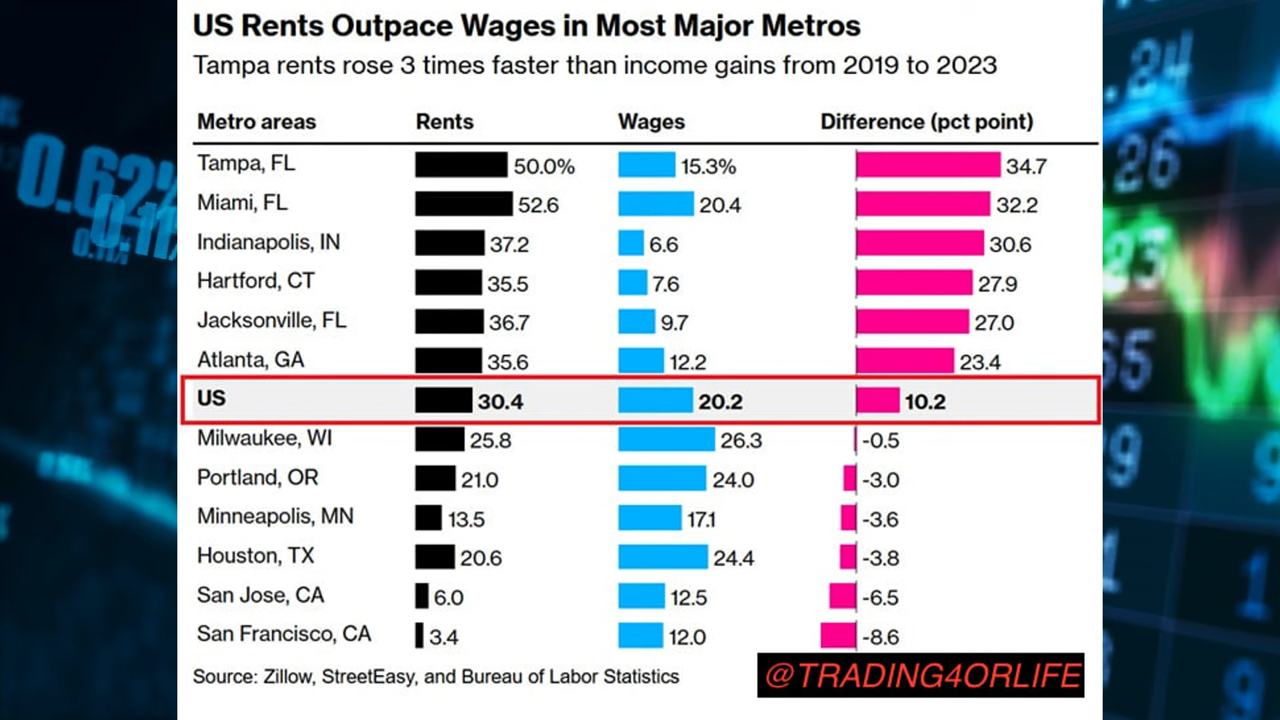 US Rents Outpace Wages in Most Major Metros
Tampa rents rose 3 times faster than income gains from 2019 to 2023
Metro areas Rents Wages Difference (pct point)
Tampa, FL 50.0% 15.3% 34.7
Miami, FL 52.6 20.4 32.2
Indianapolis, IN 37.2 6.6 30.6
Hartford, CT 35.5 7.6 27.9
Jacksonville, FL 36.7 9.7 27.0
Atlanta, GA 35.6 12.2 23.4
US 30.4 20.2 10.2
Milwaukee, WI 25.8 26.3 -0.5
Portland, OR 21.0 24.0 -3.0
Minneapolis, MN 13.5 17.1 -3.6
Houston, TX 20.6 24.4 -3.8
San Jose, CA 6.0 12.5 -6.5
San Francisco, CA 3.4 12.0 -8.6
Source: Zillow, StreetEasy, and Bureau of Labor Statistics
@TRADING4ORLIFE
0.62%
0.11%
.24
26